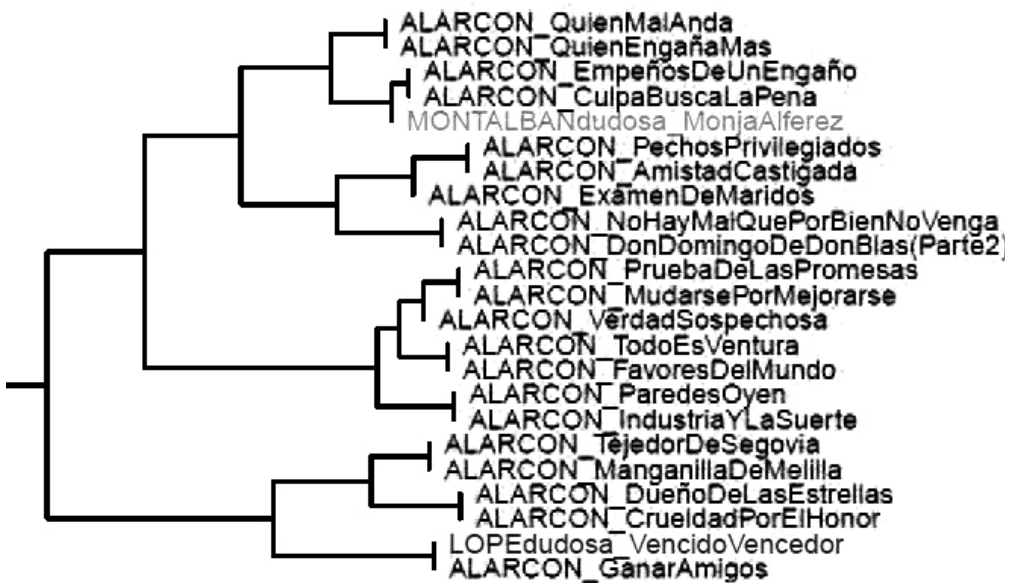 ALARCON_QuienMalAnda
ALARCON_QuienEngañaMas
ALARCON_EmpeñosDeUnEngaño
ALARCON_CulpaBuscaLaPena
MONTALBANdudosa_MonjaAlferez
ALARCON_PechosPrivilegiados
ALARCON_AmistadCastigada
ALARCON_ExamenDeMaridos
ALARCON_NoHayMalQuePorBienNoVenga
ALARCON_DonDomingoDeDonBlas(Parte2)
ALARCON_PruebaDeLasPromesas
ALARCON_MudarsePorMejorarse
ALARCON_VerdadSospechosa
ALARCON_TodoEsVentura
ALARCON_FavoresDelMundo
ALARCON_ParedesOyen
ALARCON_IndustriaYLaSuerte
ALARCON_TejedorDeSegovia
ALARCON_ManganillaDeMelilla
ALARCON_DueñoDeLasEstrellas
ALARCON_CrueldadPorElHonor
LOPEdudosa_VencidoVencedor
ALARCON_GanarAmigos